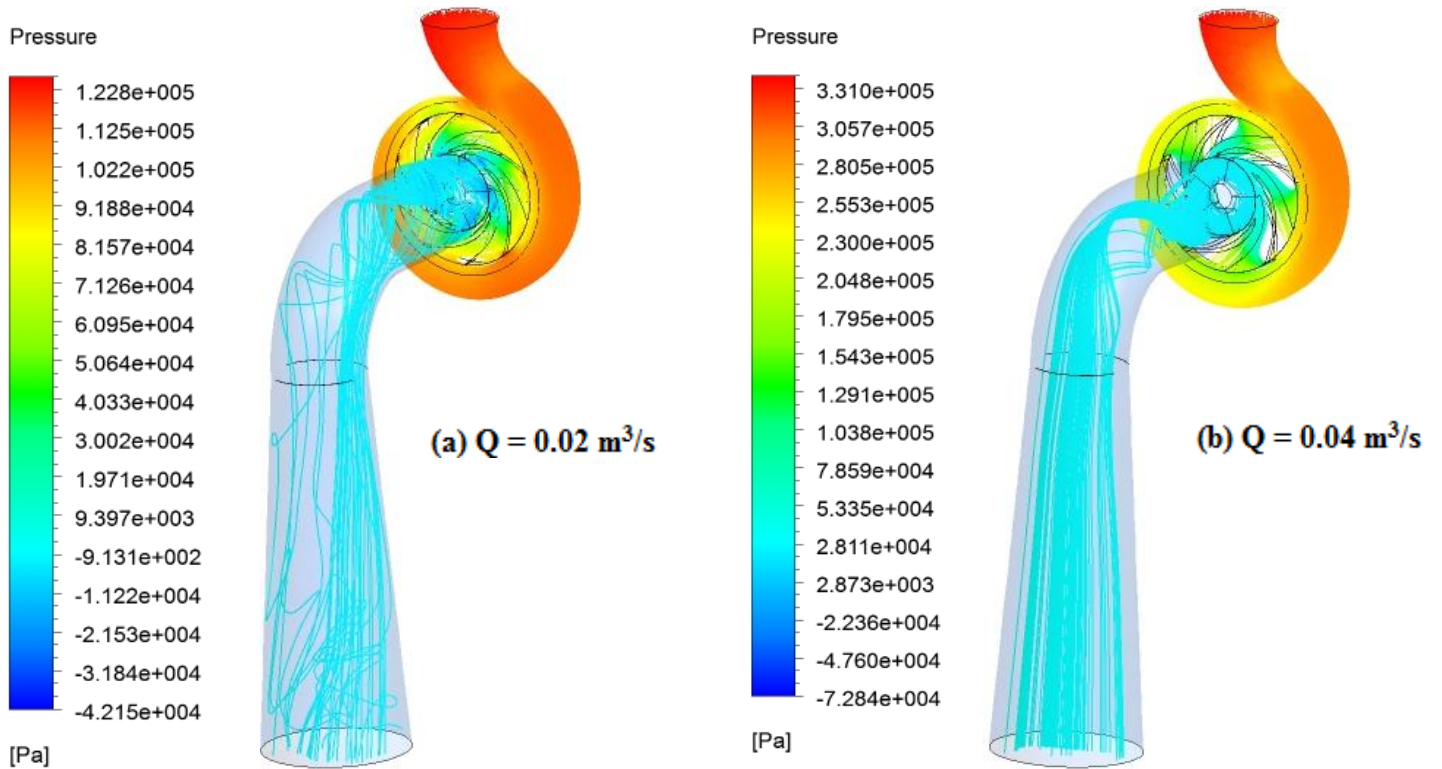 Pressure
1.228e+005
1.125e+005
1.022e+005
9.188e+004
8.157e+004
7.126e+004
6.095e+004
5.064e+004
4.033e+004
3.002e+004
1.971e+004
9.397e+003
-9.131e+002
-1.122e+004
-2.153e+004
-3.184e+004
-4.215e+004
[Pa]
(a) Q = 0.02 m³/s
Pressure
3.310e+005
3.057e+005
2.805e+005
2.553e+005
2.300e+005
2.048e+005
1.795e+005
1.543e+005
1.291e+005
1.038e+005
7.859e+004
5.335e+004
2.811e+004
2.873e+003
-2.236e+004
-4.760e+004
-7.284e+004
[Pa]
(b) Q = 0.04 m³/s